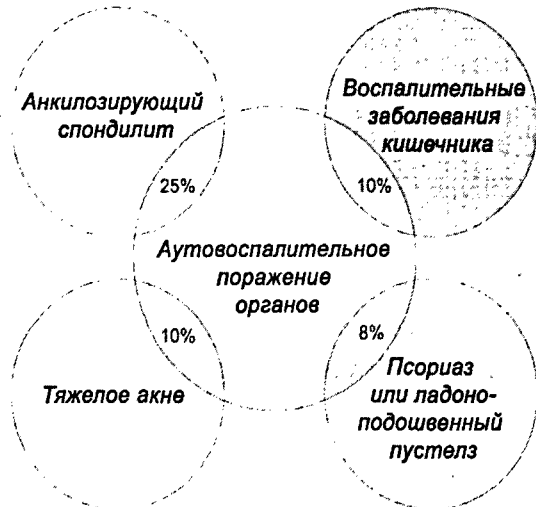 Анкилозирующий
спондилит
25%
Воспалительные
заболевания
кишечника
10%
Аутовоспалительное
поражение
органов
10%
Тяжелое акне
8%
Псориаз
или ладоно-
подошвенный
пустелз